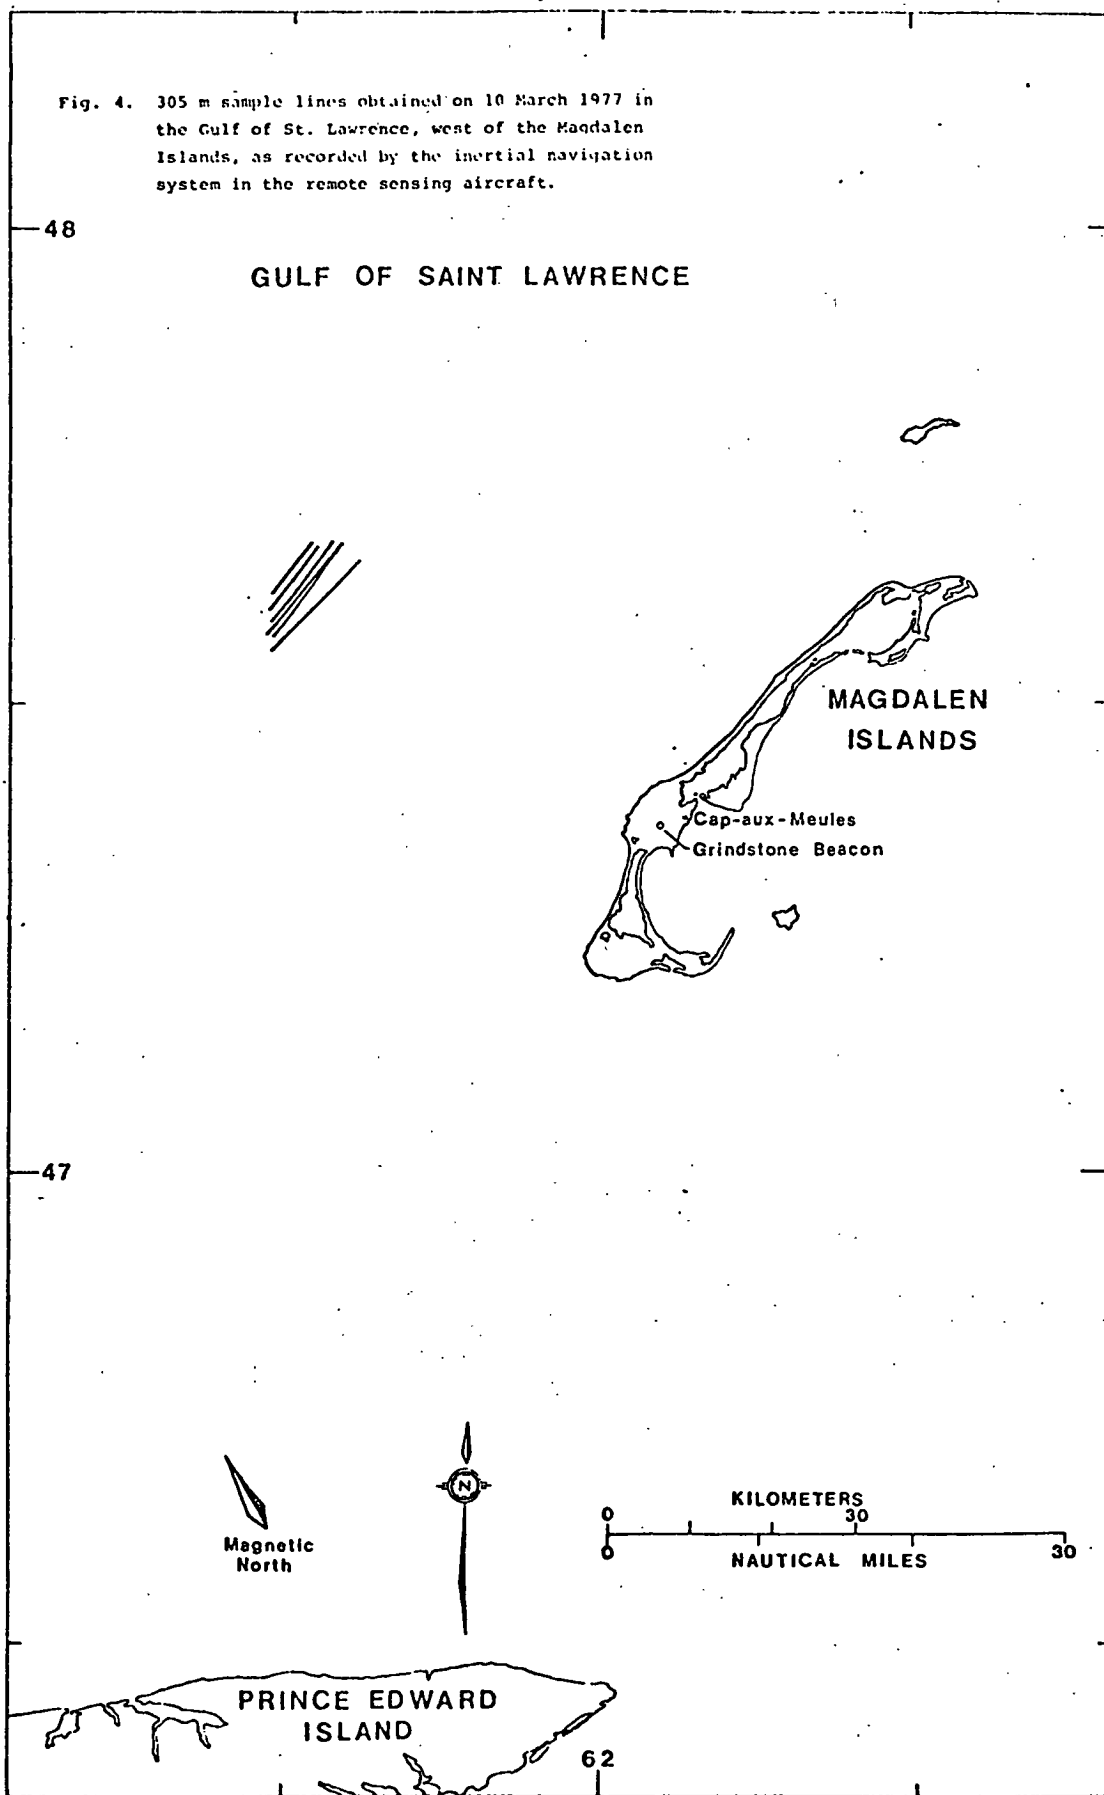 Fig. 4. 305 m sample lines obtained on 10 March 1977 in
the Gulf of St. Lawrence, west of the Magdalen
Islands, as recorded by the inertial navigation
system in the remote sensing aircraft.
48
GULF OF SAINT LAWRENCE
MAGDALEN
ISLANDS
Cap-aux-Meules
Grindstone Beacon
47
N
Magnetic
North
KILOMETERS
0 30
0 30
NAUTICAL MILES
PRINCE EDWARD
ISLAND
62